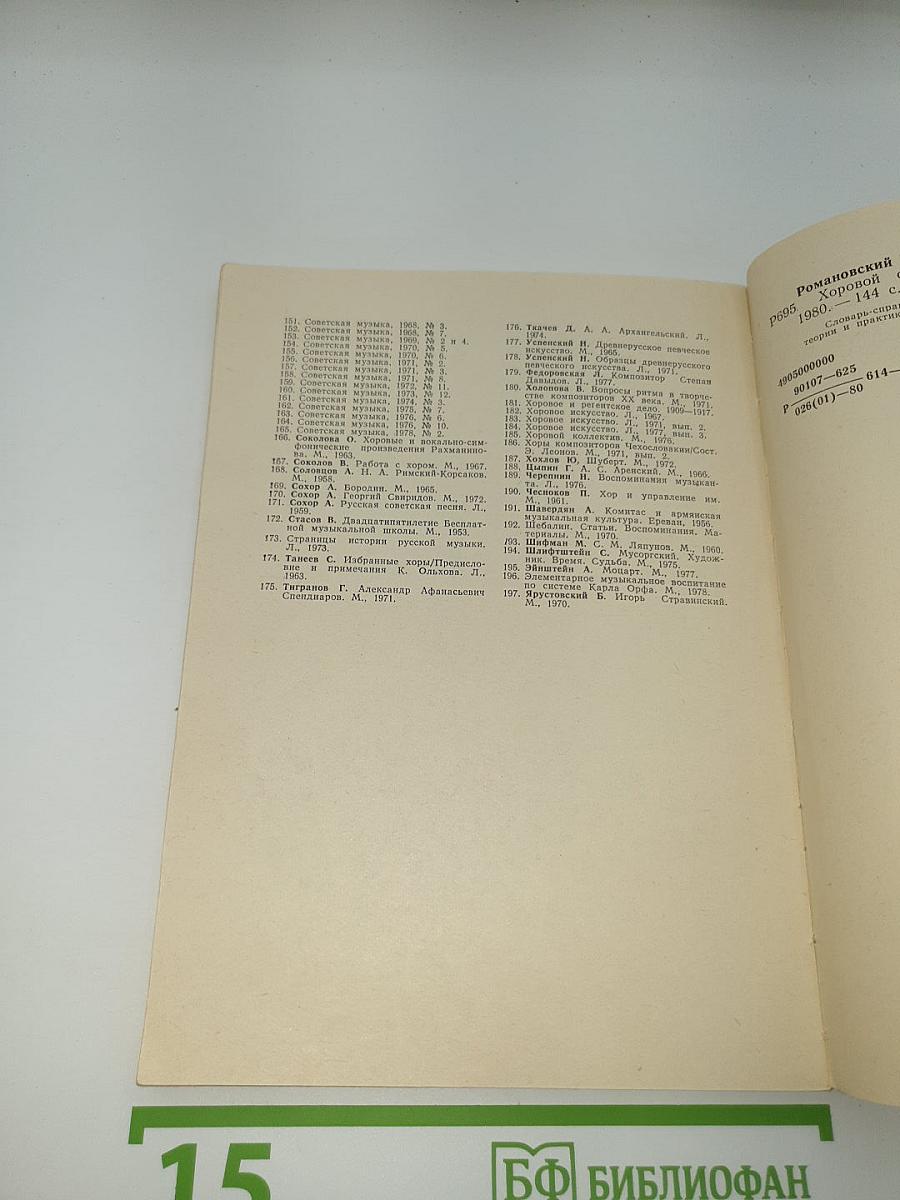 151. Советская музыка, 1968, № 3.
152. Советская музыка, 1968, № 7.
153. Советская музыка, 1969, № 2 и 4.
154. Советская музыка, 1970, № 5.
155. Советская музыка, 1970, № 6.
156. Советская музыка, 1971, № 2.
157. Советская музыка, 1971, № 3.
158. Советская музыка, 1971, № 8.
159. Советская музыка, 1972, № 11.
160. Советская музыка, 1973, № 12.
161. Советская музыка, 1974, № 3.
162. Советская музыка, 1975, № 7.
163. Советская музыка, 1976, № 6.
164. Советская музыка, 1976, № 10.
165. Советская музыка, 1978, № 2.
166. Соколова О. Хоровые и вокально-сим-
фонические произведения Рахманино-
ва. М., 1963.
167. Соколов В. Работа с хором. М., 1967.
168. Соловцов А. Н. А. Римский-Корсаков.
М., 1958.
169. Сохор А. Бородин. М., 1965.
170. Сохор А. Георгий Свиридов. М., 1972.
171. Сохор А. Русская советская песня. Л.,
1959.
172. Стасов В. Двадцатипятилетие Бесплат-
ной музыкальной школы. М., 1953.
173. Страницы истории русской музыки.
Л., 1973.
174. Танеев С. Избранные хоры/Предисло-
вие и примечания К. Ольхова. Л.,
1963.
175. Тигранов Г. Александр Афанасьевич
Спендиаров. М., 1971.
176. Ткачев Д. А. А. Архангельский. Л.,
1974.
177. Успенский Н. Древнерусское певческое
искусство. М., 1965.
178. Успенский Н. Образцы древнерусского
певческого искусства. Л., 1971.
179. Федоровская Л. Композитор Степан
Давыдов. Л., 1977.
180. Холопова В. Вопросы ритма в творче-
стве композиторов XX века. М., 1971.
181. Хоровое и регентское дело. 1909—1917.
182. Хоровое искусство. Л., 1967.
183. Хоровое искусство. Л., 1971, вып. 2.
184. Хоровое искусство. Л., 1977, вып. 3.
185. Хоровой коллектив. М., 1976.
186. Хоры композиторов Чехословакии/Сост.
Э. Леонов. М., 1971, вып. 2.
187. Хохлов Ю. Шуберт. М., 1972.
188. Цыпин Г. А. С. Аренский. М., 1966.
189. Черепнин Н. Воспоминания музыкан-
та. Л., 1976.
190. Чесноков П. Хор и управление им.
М., 1961.
191. Шавердян А. Комитас и армянская
музыкальная культура. Ереван, 1956.
192. Шебалин. Статьи. Воспоминания. Ма-
териалы. М., 1970.
193. Шифман М. С. М. Ляпунов. М., 1960.
194. Шлифштейн С. Мусоргский. Худож-
ник. Время. Судьба. М., 1975.
195. Эйнштейн А. Моцарт. М., 1977.
196. Элементарное музыкальное воспитание
по системе Карла Орфа. М., 1978.
197. Ярустовский Б. Игорь Стравинский.
М., 1970.
Романовский
Р695 Хоровой с
1980.— 144 с.
Словарь-спра
теории и практик
4905000000
90107—625
Р 026(01)—80 614—
15
БФ БИБЛИОФАН